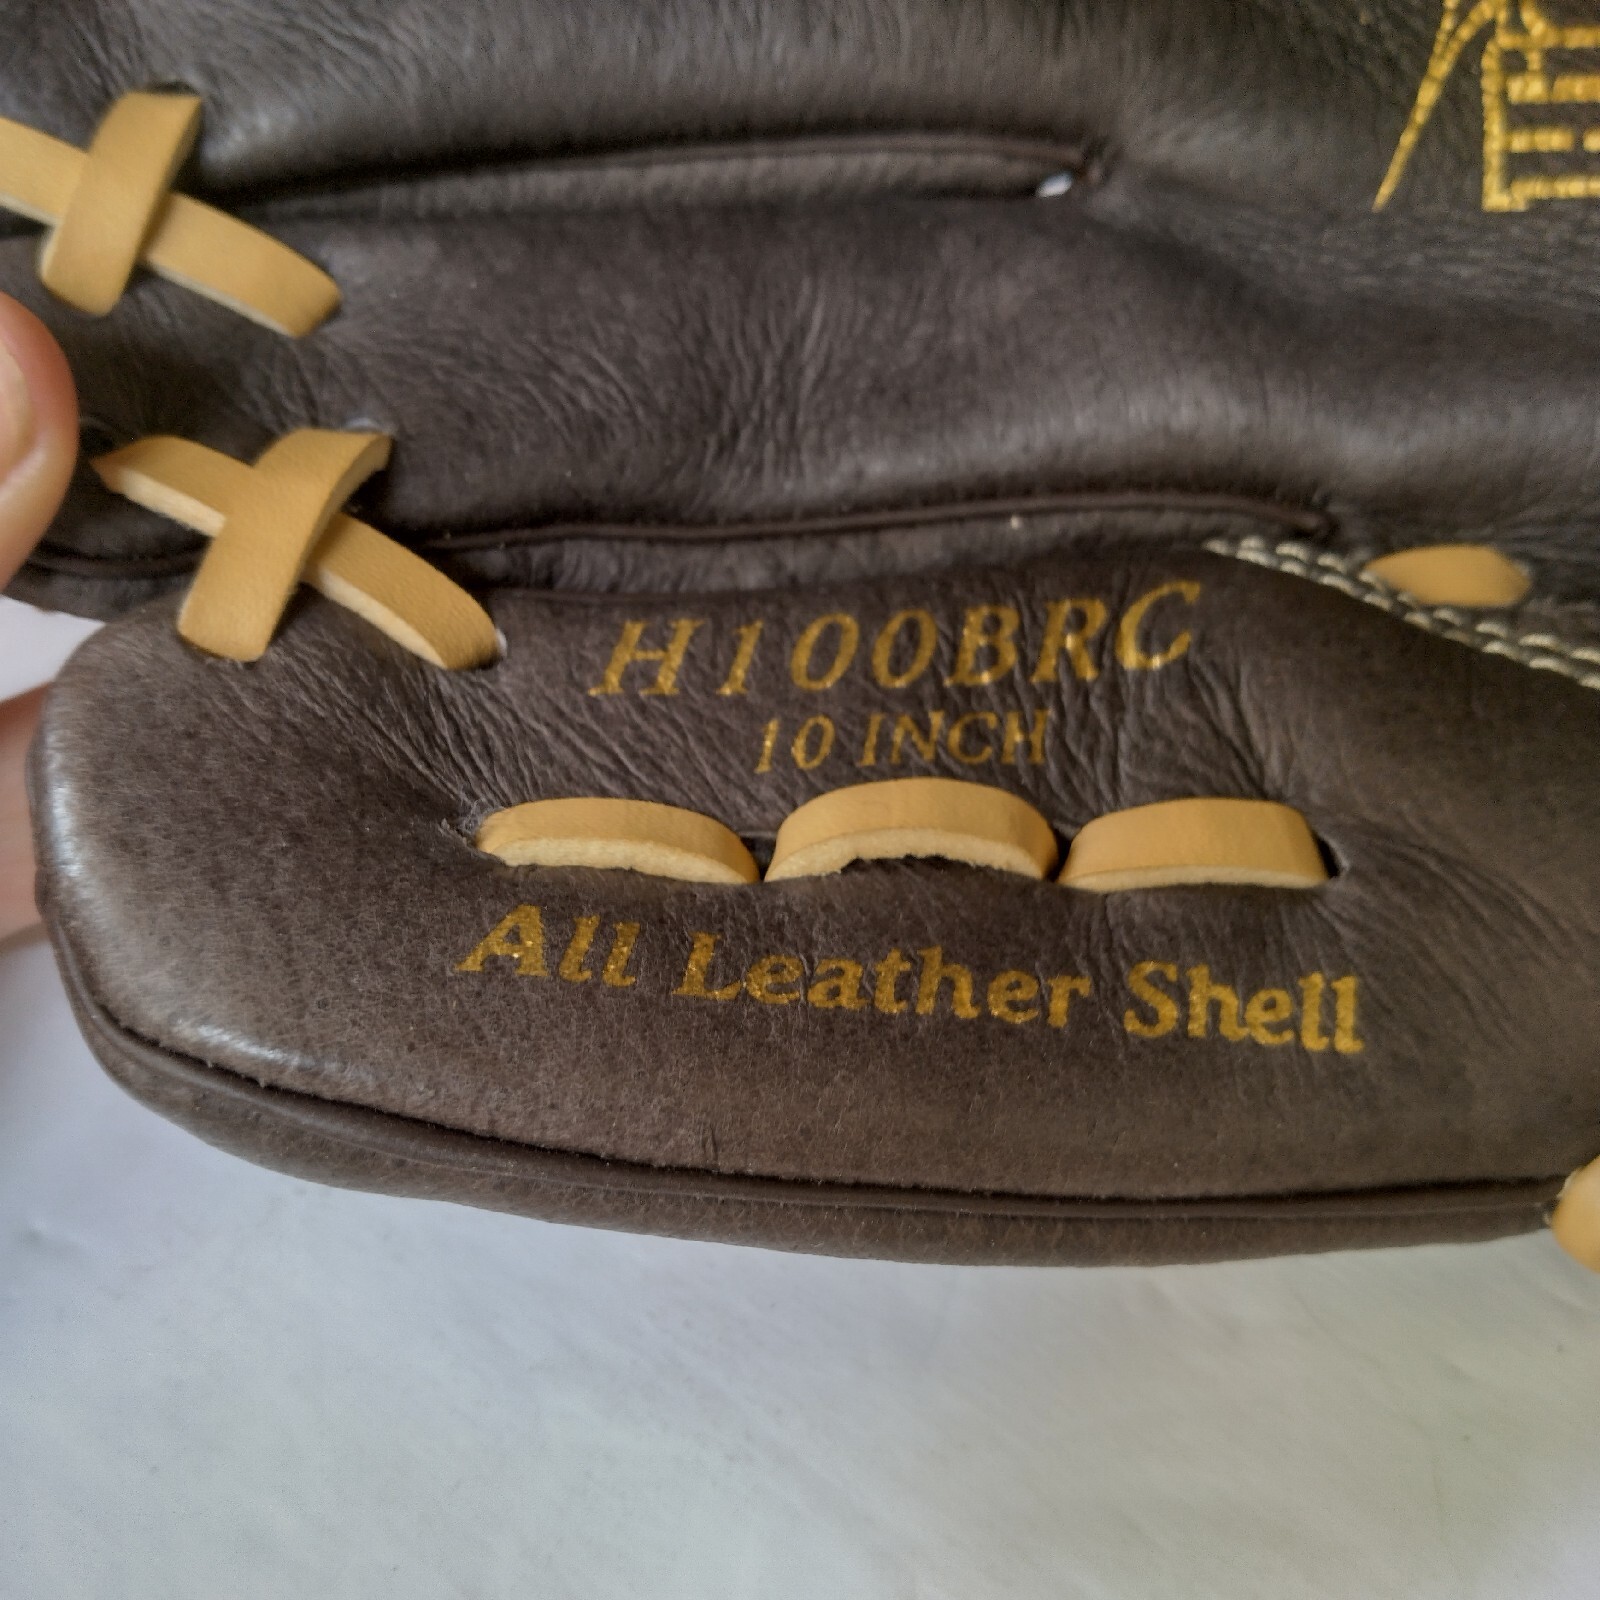 H100BRC
10 INCH
All Leather Shell